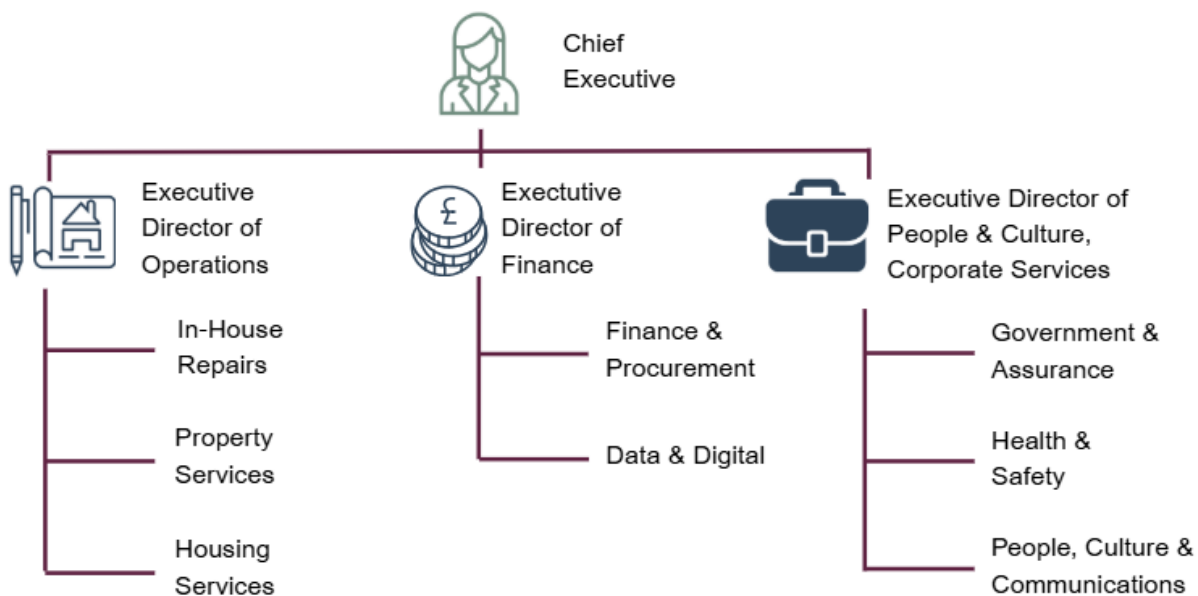 Chief
Executive
Executive
Director of
Operations
Exectutive
Director of
Finance
Executive Director of
People & Culture,
Corporate Services
£
In-House
Repairs
Property
Services
Housing
Services
Finance &
Procurement
Data & Digital
Government &
Assurance
Health &
Safety
People, Culture &
Communications